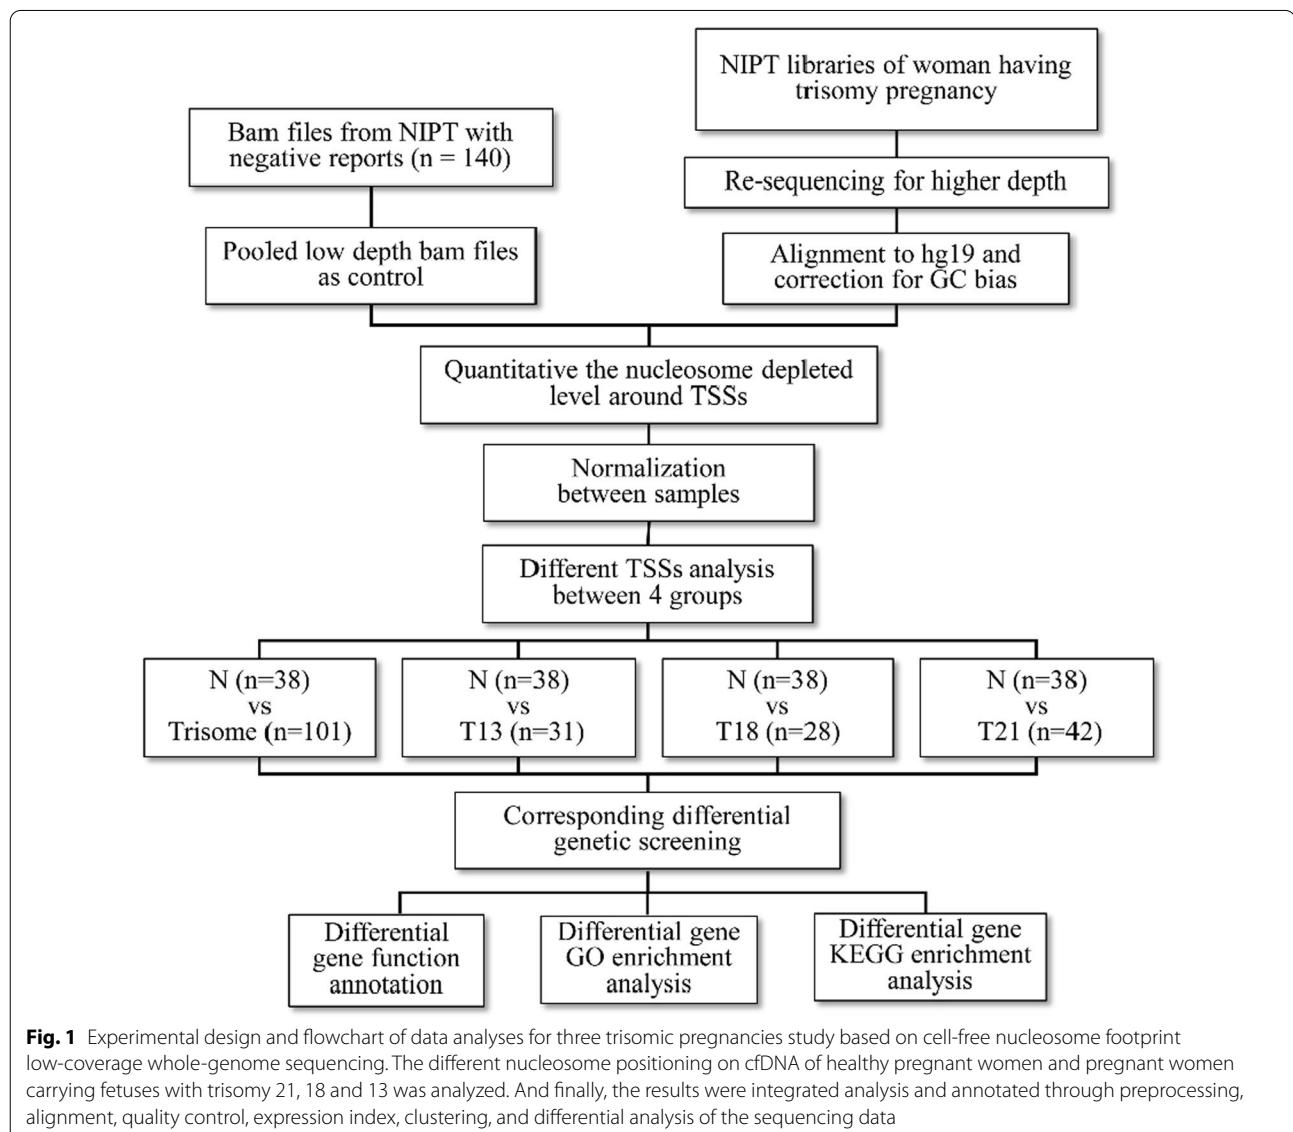 NIPT libraries of woman having
trisomy pregnancy
Bam files from NIPT with
negative reports (n = 140)
Re-sequencing for higher depth
Pooled low depth bam files
as control
Alignment to hg19 and
correction for GC bias
Quantitative the nucleosome depleted
level around TSSs
Normalization
between samples
Different TSSs analysis
between 4 groups
N (n=38)
vs
Trisome (n=101)
N (n=38)
vs
T13 (n=31)
N (n=38)
vs
T18 (n=28)
N (n=38)
vs
T21 (n=42)
Corresponding differential
genetic screening
Differential
gene function
annotation
Differential gene
GO enrichment
analysis
Differential gene
KEGG enrichment
analysis
Fig. 1 Experimental design and flowchart of data analyses for three trisomic pregnancies study based on cell-free nucleosome footprint
low-coverage whole-genome sequencing. The different nucleosome positioning on cfDNA of healthy pregnant women and pregnant women
carrying fetuses with trisomy 21, 18 and 13 was analyzed. And finally, the results were integrated analysis and annotated through preprocessing,
alignment, quality control, expression index, clustering, and differential analysis of the sequencing data